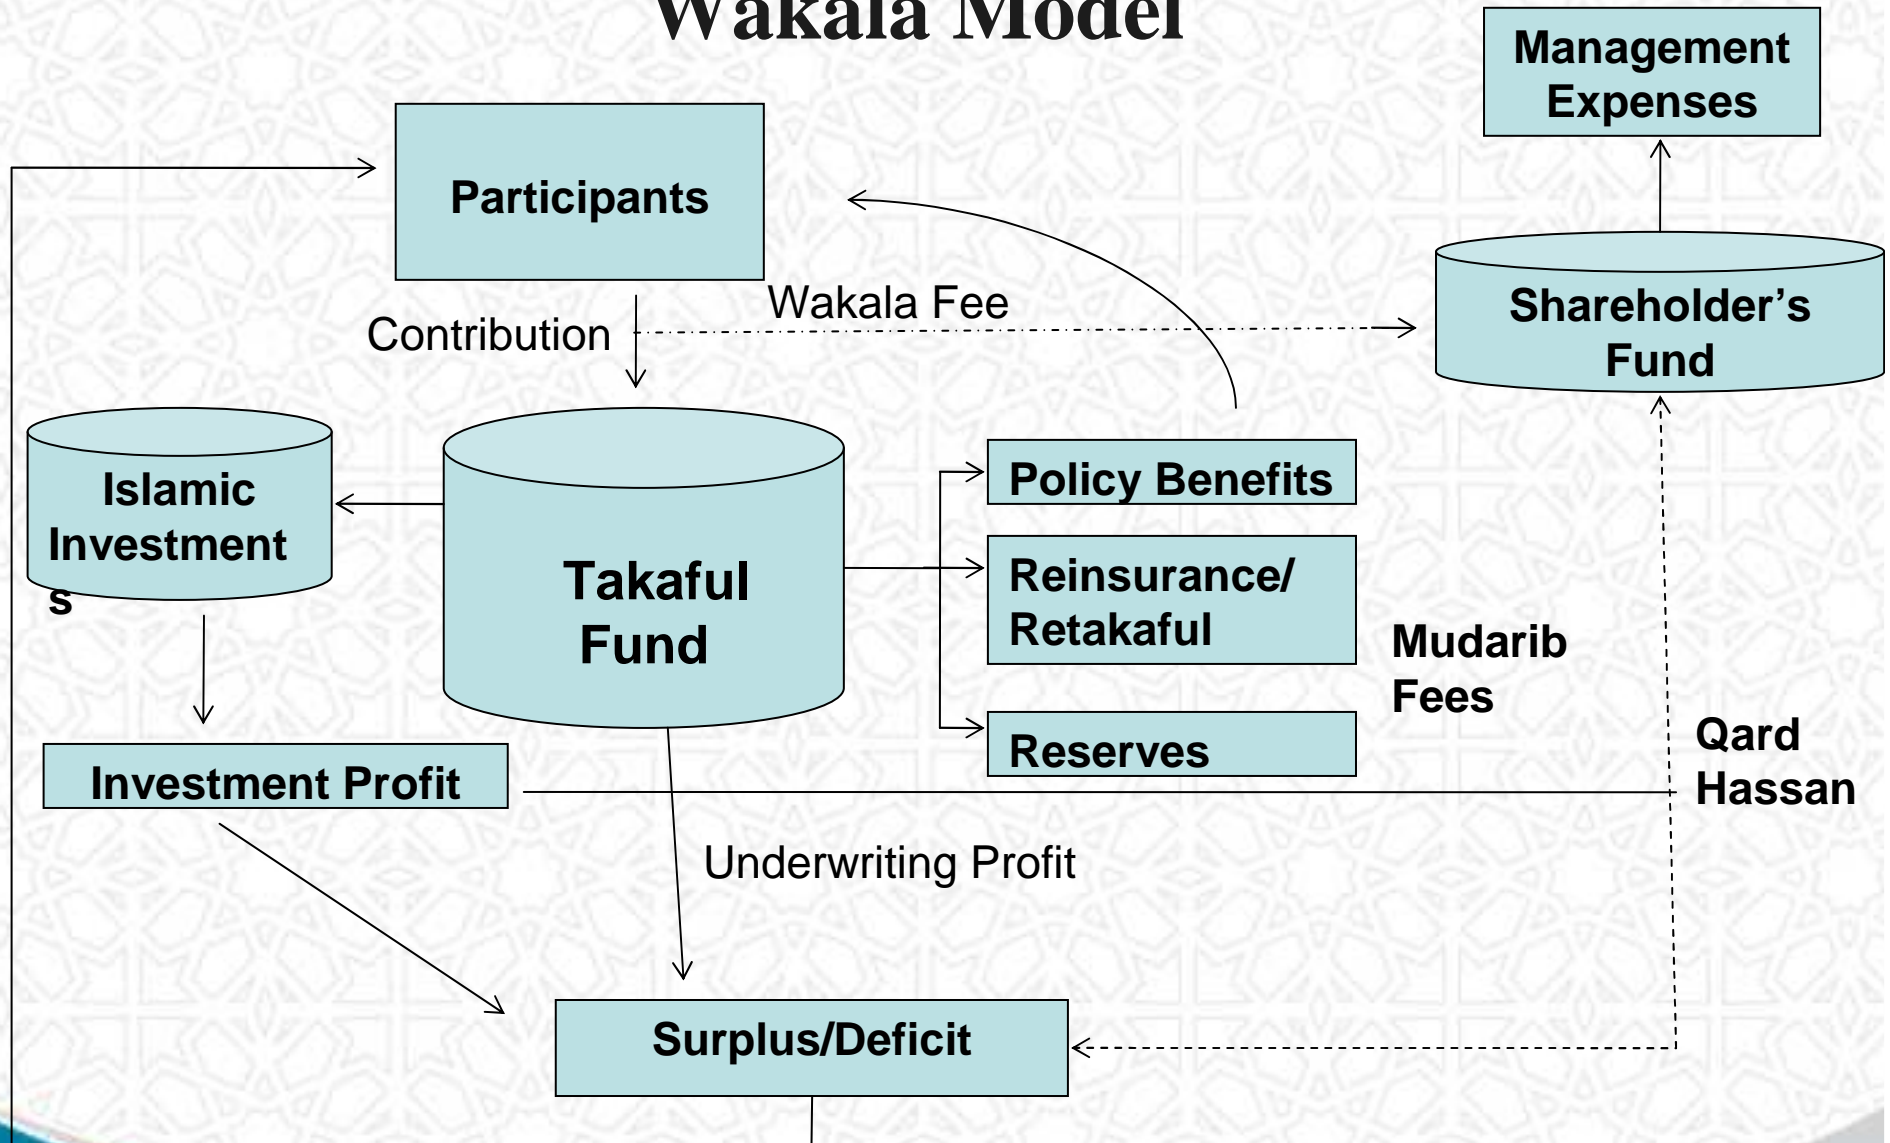 Wakala Model
Management
Expenses
Participants
Wakala Fee
Contribution
Shareholder’s
Fund
Islamic
Investment
s
Takaful
Fund
Policy Benefits
Reinsurance/
Retakaful
Reserves
Mudarib
Fees
Qard
Hassan
Investment Profit
Underwriting Profit
Surplus/Deficit